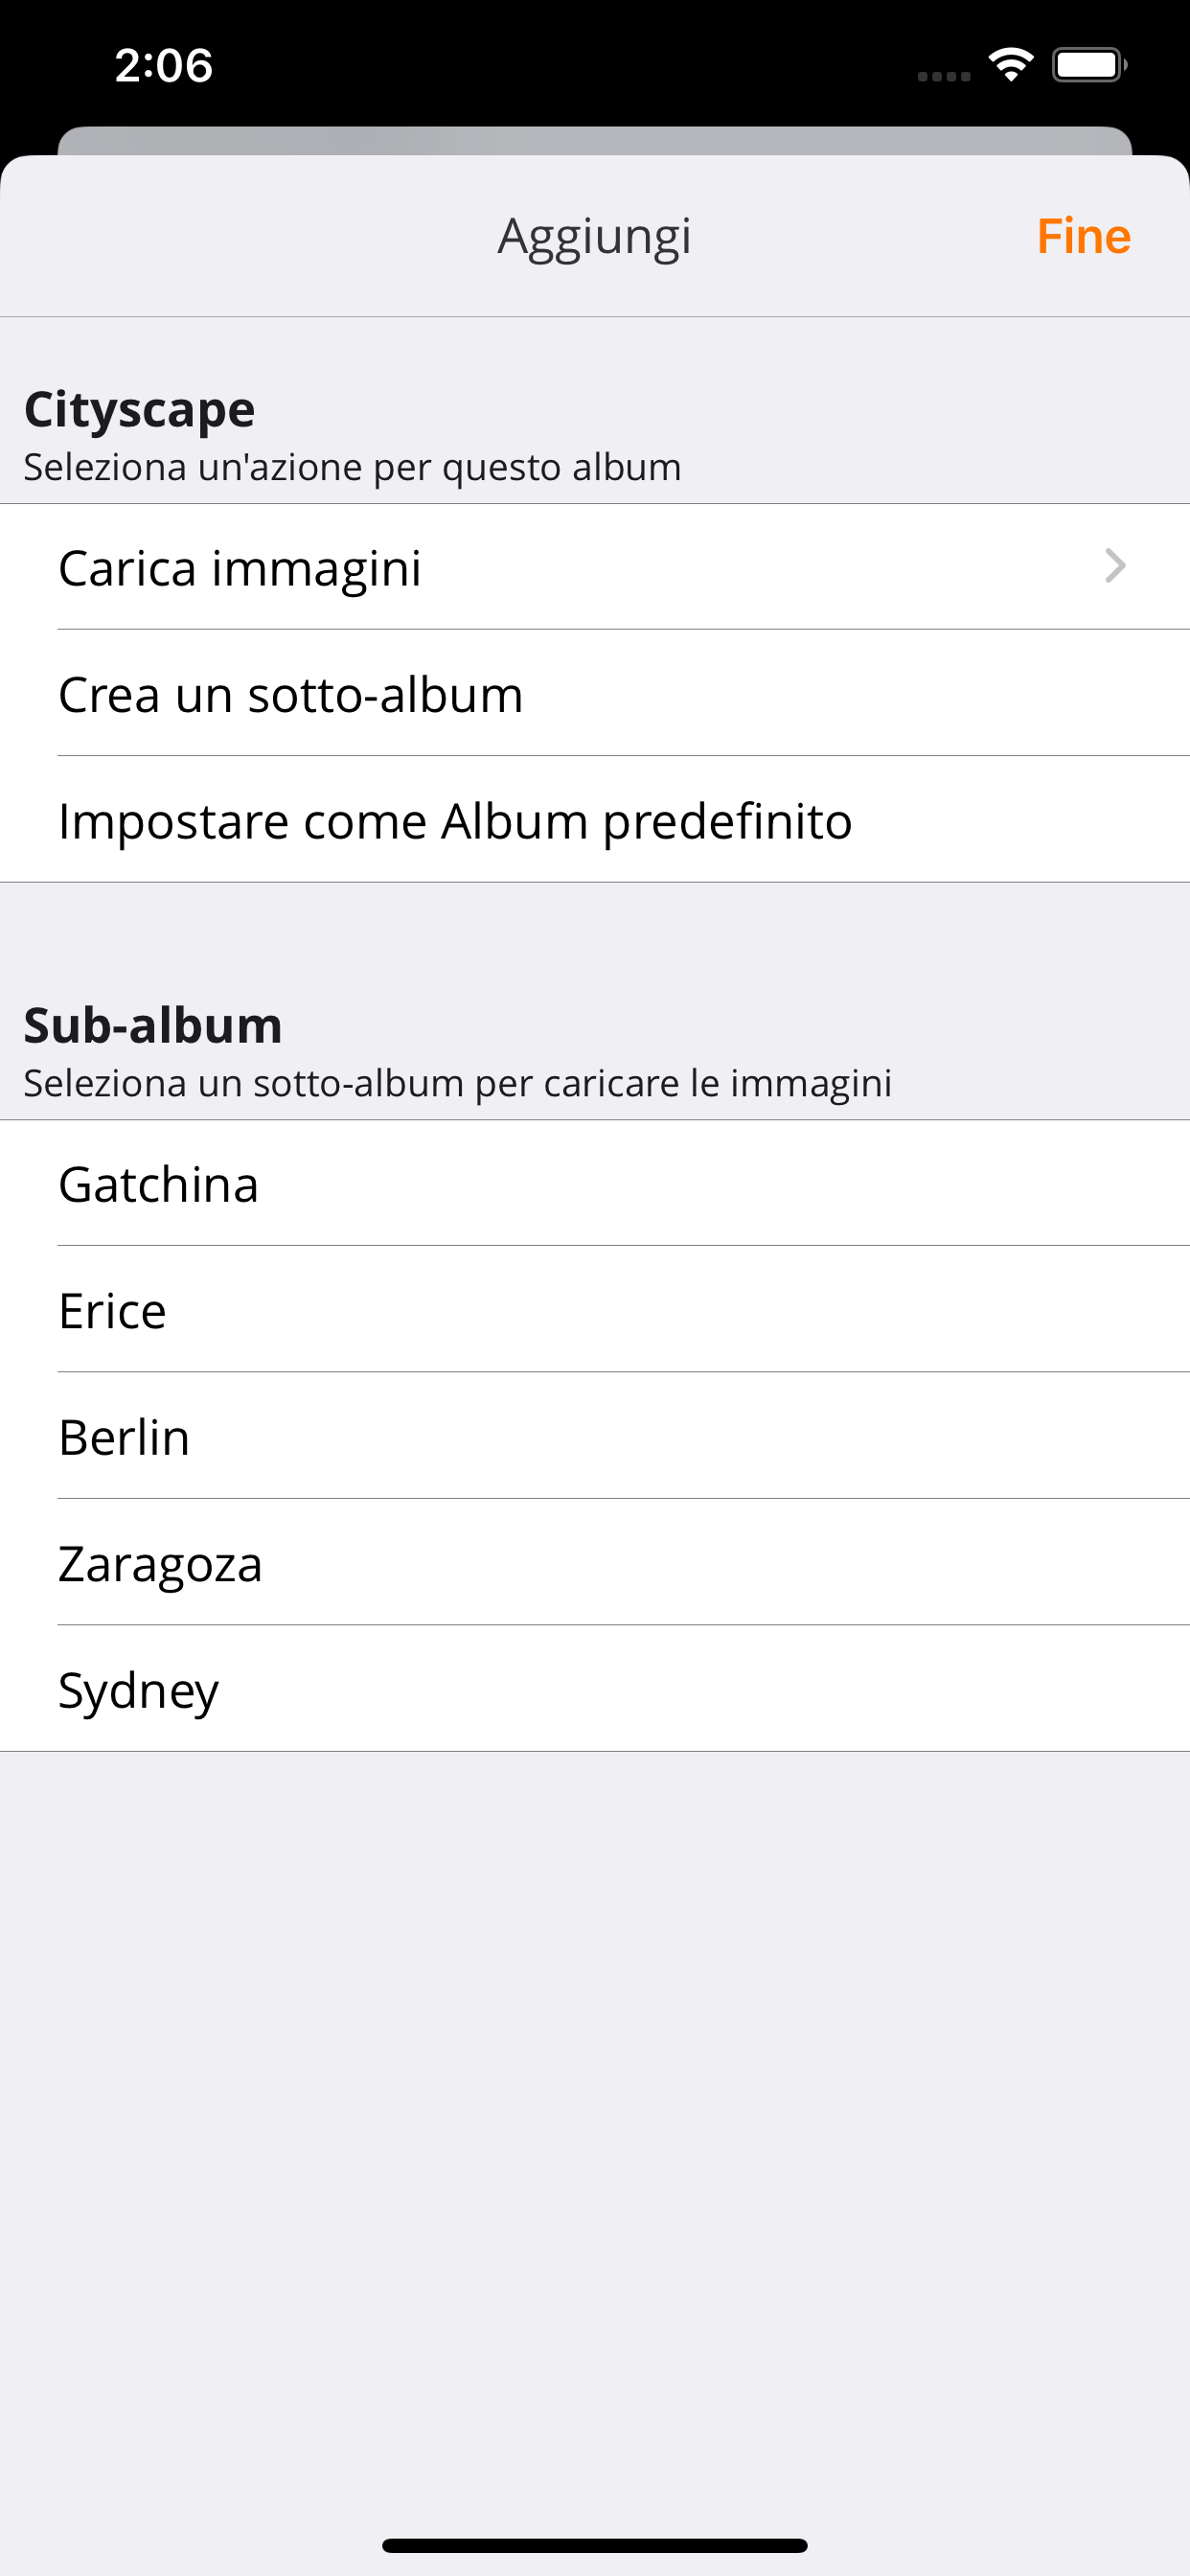 2:06
Aggiungi
Fine
Cityscape
Seleziona un'azione per questo album
Carica immagini
Crea un sotto-album
Impostare come Album predefinito
Sub-album
Seleziona un sotto-album per caricare le immagini
Gatchina
Erice
Berlin
Zaragoza
Sydney